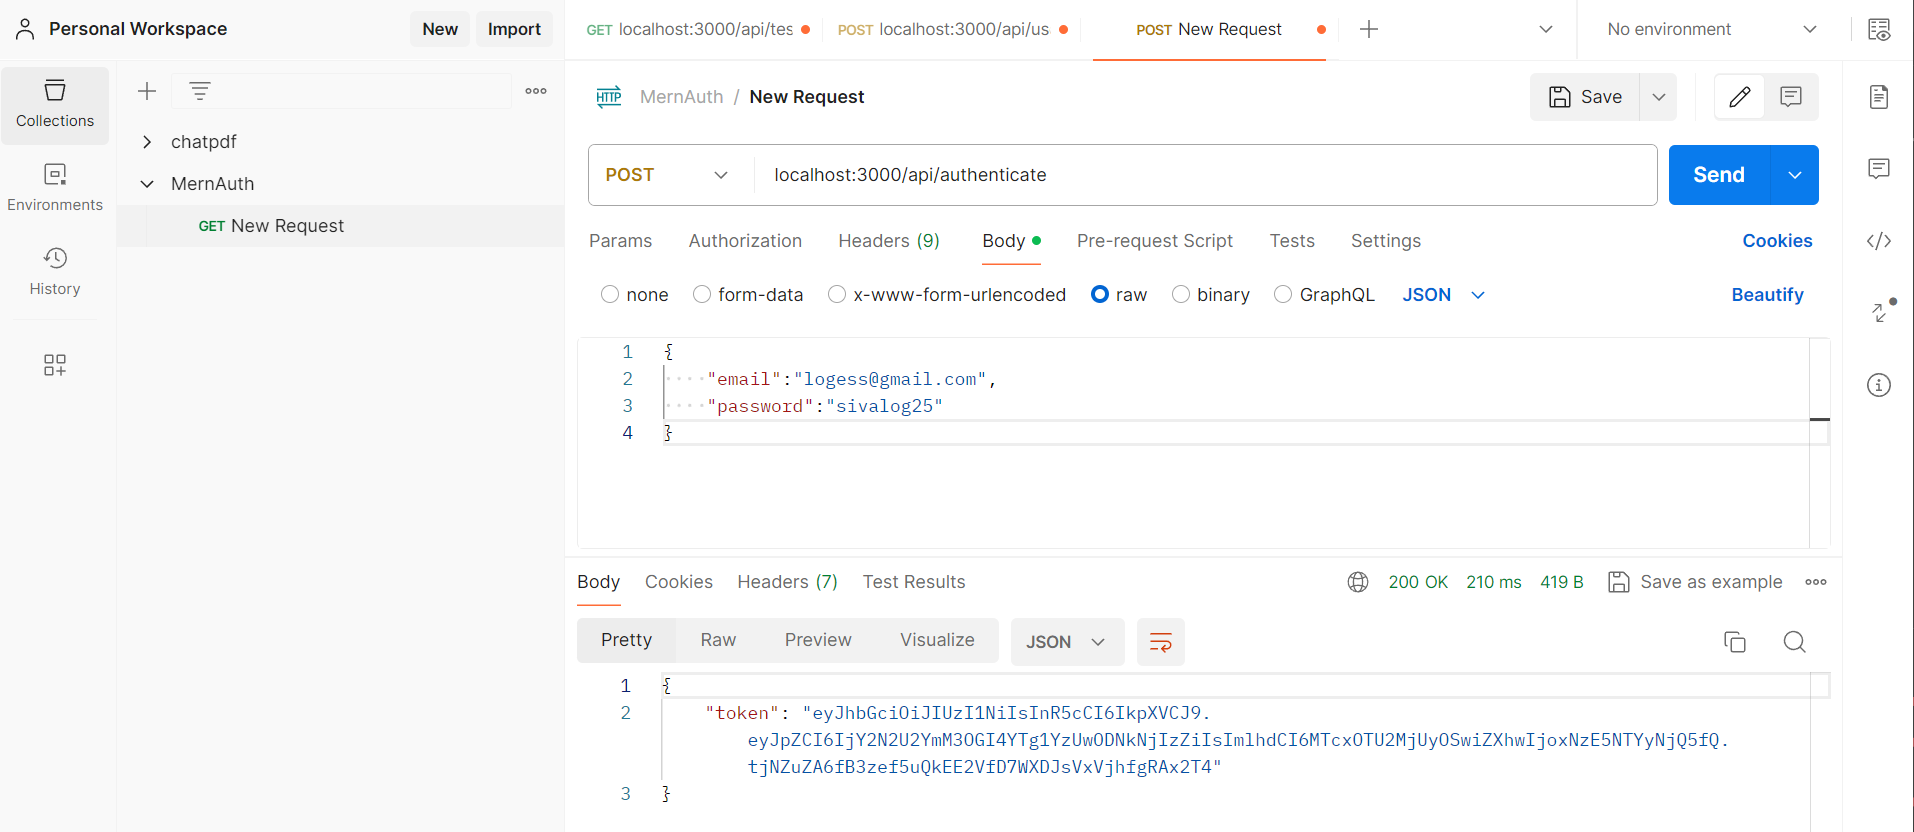 Personal Workspace
New
Import
GET localhost:3000/api/tes
POST localhost:3000/api/us
POST New Request
No environment
Collections
Environments
History
chatpdf
MernAuth
GET New Request
HTTP MernAuth / New Request
Save
POST
localhost:3000/api/authenticate
Send
Params Authorization Headers (9) Body Pre-request Script Tests Settings Cookies
none form-data x-www-form-urlencoded raw binary GraphQL JSON Beautify
1 {
2 "email":"logess@gmail.com",
3 "password":"sivalog25"
4 }
Body Cookies Headers (7) Test Results 200 OK 210 ms 419 B Save as example
Pretty Raw Preview Visualize JSON
1 {
2 "token": "eyJhbGciOiJIUzI1NiIsInR5cCI6IkpXVCJ9.
eyJpZCI6IjY2N2U2YmM3OGI4YTg1YzUwODNkNjIzZiIsImlhdCI6MTcxOTU2MjUyOSwiZXhwIjoxNzE5NTYyNjQ5fQ.
tjNZuZA6fB3zef5uQkEE2VfD7WXDJsVxVjhfgRAx2T4"
3 }